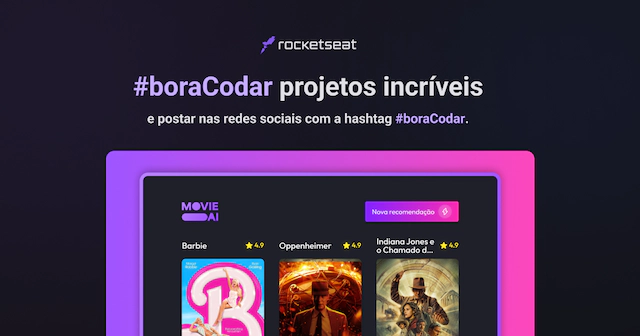 rocketseat
#boraCodar projetos incríveis
e postar nas redes sociais com a hashtag #boraCodar.
MOVIE
AI
Nova recomendação
Barbie
4.9
Oppenheimer
4.9
Indiana Jones e
o Chamado d...
4.9
B